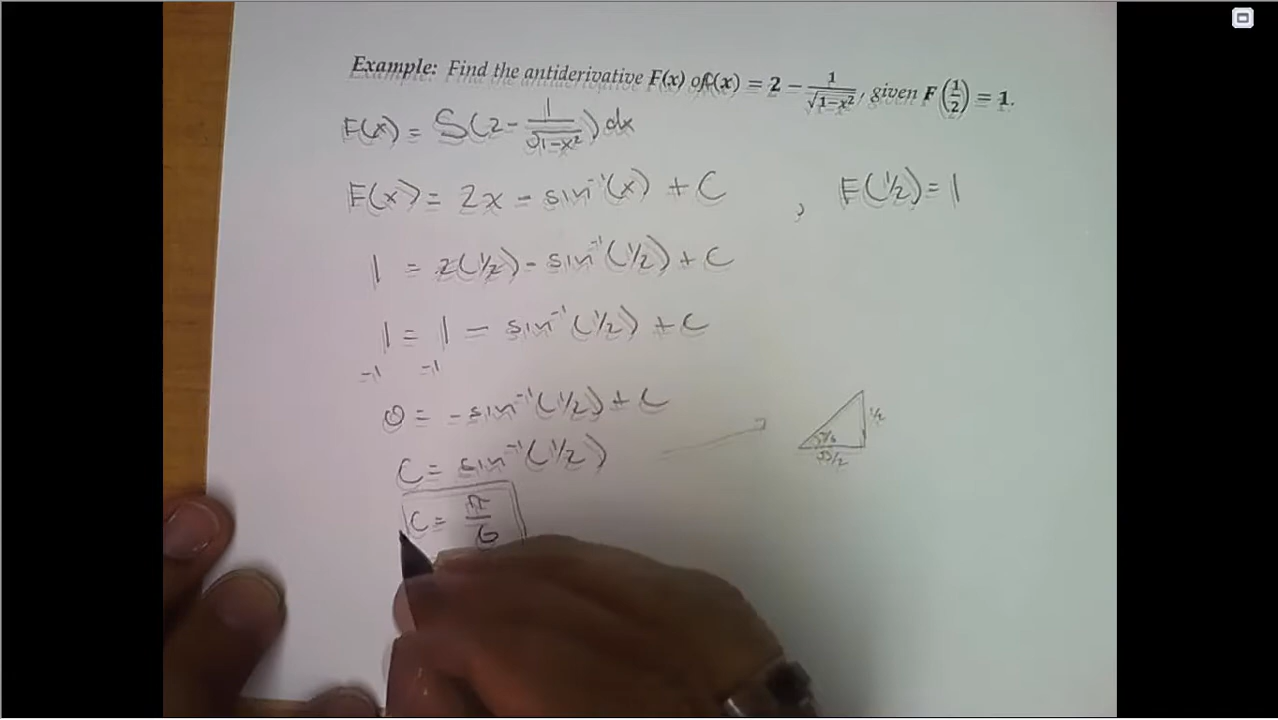 Example: Find the antiderivative F(x) of f(x) = 2 − 1/√(1−x²), given F(1/2) = 1.
F(x) = ∫(2 − 1/√(1−x²))dx
F(x) = 2x − sin⁻¹(x) + C , F(1/2) = 1
1 = 2(1/2) − sin⁻¹(1/2) + C
1 = 1 − sin⁻¹(1/2) + C
−1 −1
0 = −sin⁻¹(1/2) + C
1/2
π/6
√3/2
C = sin⁻¹(1/2)
C = π/6